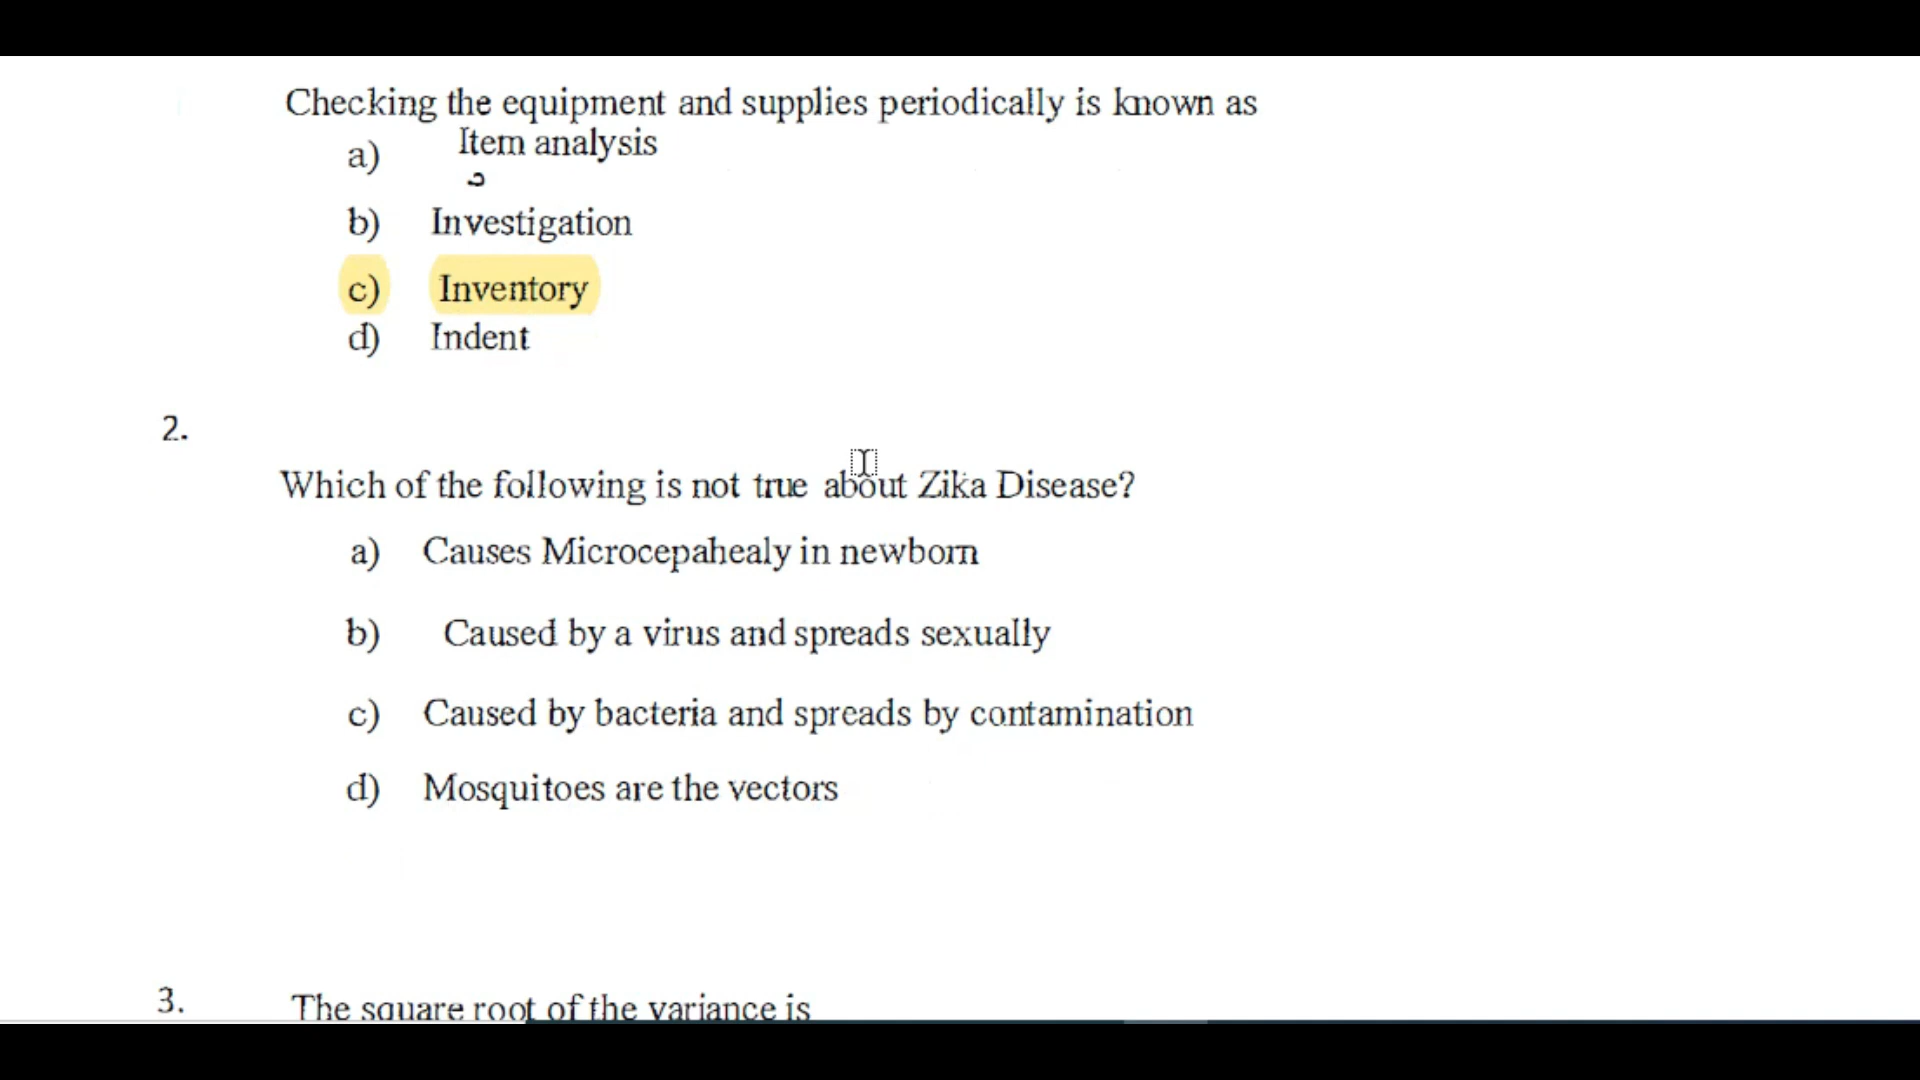 Checking the equipment and supplies periodically is known as
a) Item analysis
b) Investigation
c) Inventory
d) Indent
2.
Which of the following is not true about Zika Disease?
a) Causes Microcepahealy in newborn
b) Caused by a virus and spreads sexually
c) Caused by bacteria and spreads by contamination
d) Mosquitoes are the vectors
3. The square root of the variance is